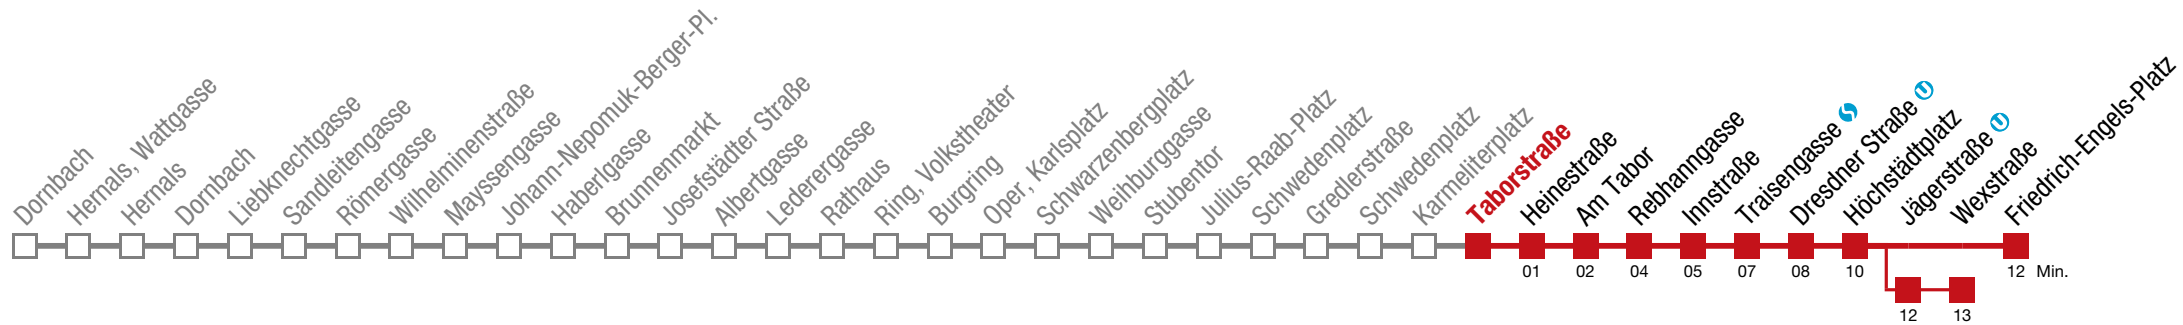 Dornbach
Hernals, Wattgasse
Hernals
Dornbach
Liebknechtgasse
Sandleitengasse
Römergasse
Wilhelminenstraße
Mayssengasse
Johann-Nepomuk-Berger-Pl.
Haberlgasse
Brunnenmarkt
Josefstädter Straße
Albertgasse
Lederergasse
Rathaus
Ring, Volkstheater
Burgring
Oper, Karlsplatz
Schwarzenbergplatz
Weihburggasse
Stubentor
Julius-Raab-Platz
Schwedenplatz
Gredlerstraße
Schwedenplatz
Karmeliterplatz
Taborstraße
Heinestraße
Am Tabor
Rebhanngasse
Innstraße
Traisengasse S
Dresdner Straße U
Höchstädtplatz
Jägerstraße U
Wexstraße
Friedrich-Engels-Platz
01 02 04 05 07 08 10 12 Min.
12 13